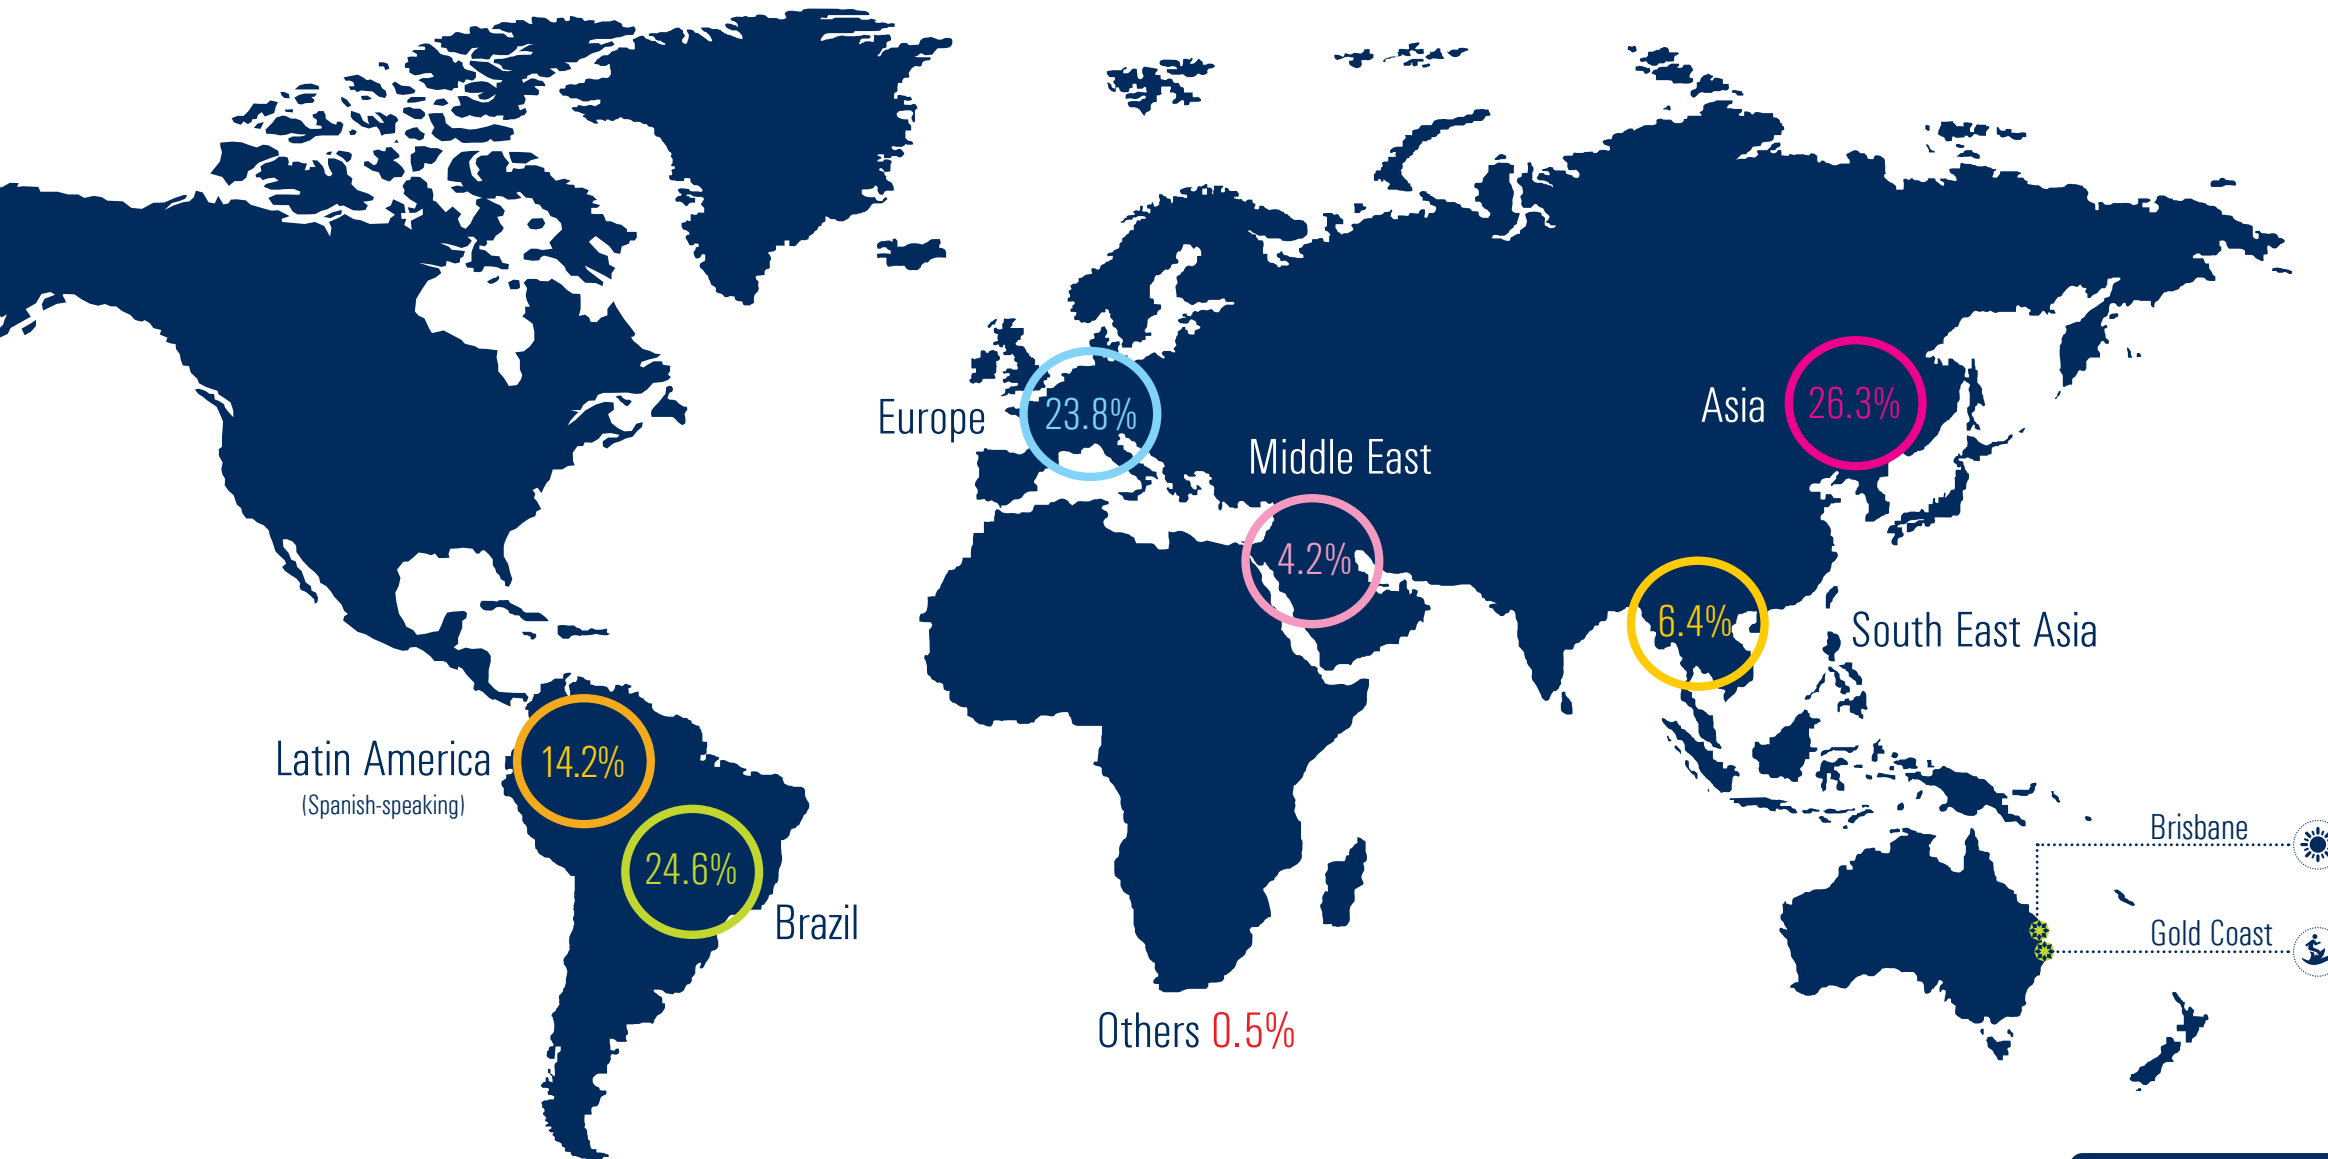 Europe
23.8%
Asia
26.3%
Middle East
4.2%
6.4%
South East Asia
Latin America
(Spanish-speaking)
14.2%
24.6%
Brazil
Brisbane
Gold Coast
Others 0.5%